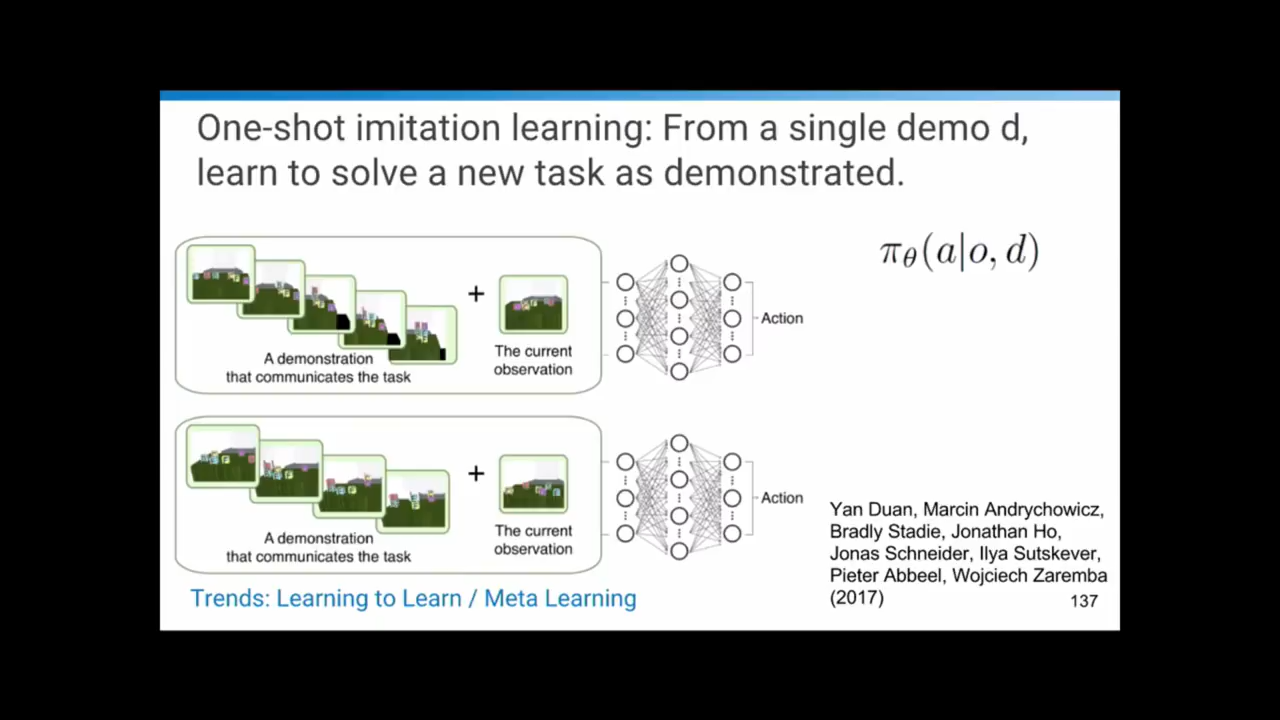 One-shot imitation learning: From a single demo d,
learn to solve a new task as demonstrated.
πθ(a|o, d)
+
A demonstration
that communicates the task
The current
observation
Action
+
A demonstration
that communicates the task
The current
observation
Action
Yan Duan, Marcin Andrychowicz,
Bradly Stadie, Jonathan Ho,
Jonas Schneider, Ilya Sutskever,
Pieter Abbeel, Wojciech Zaremba
(2017)
Trends: Learning to Learn / Meta Learning
137